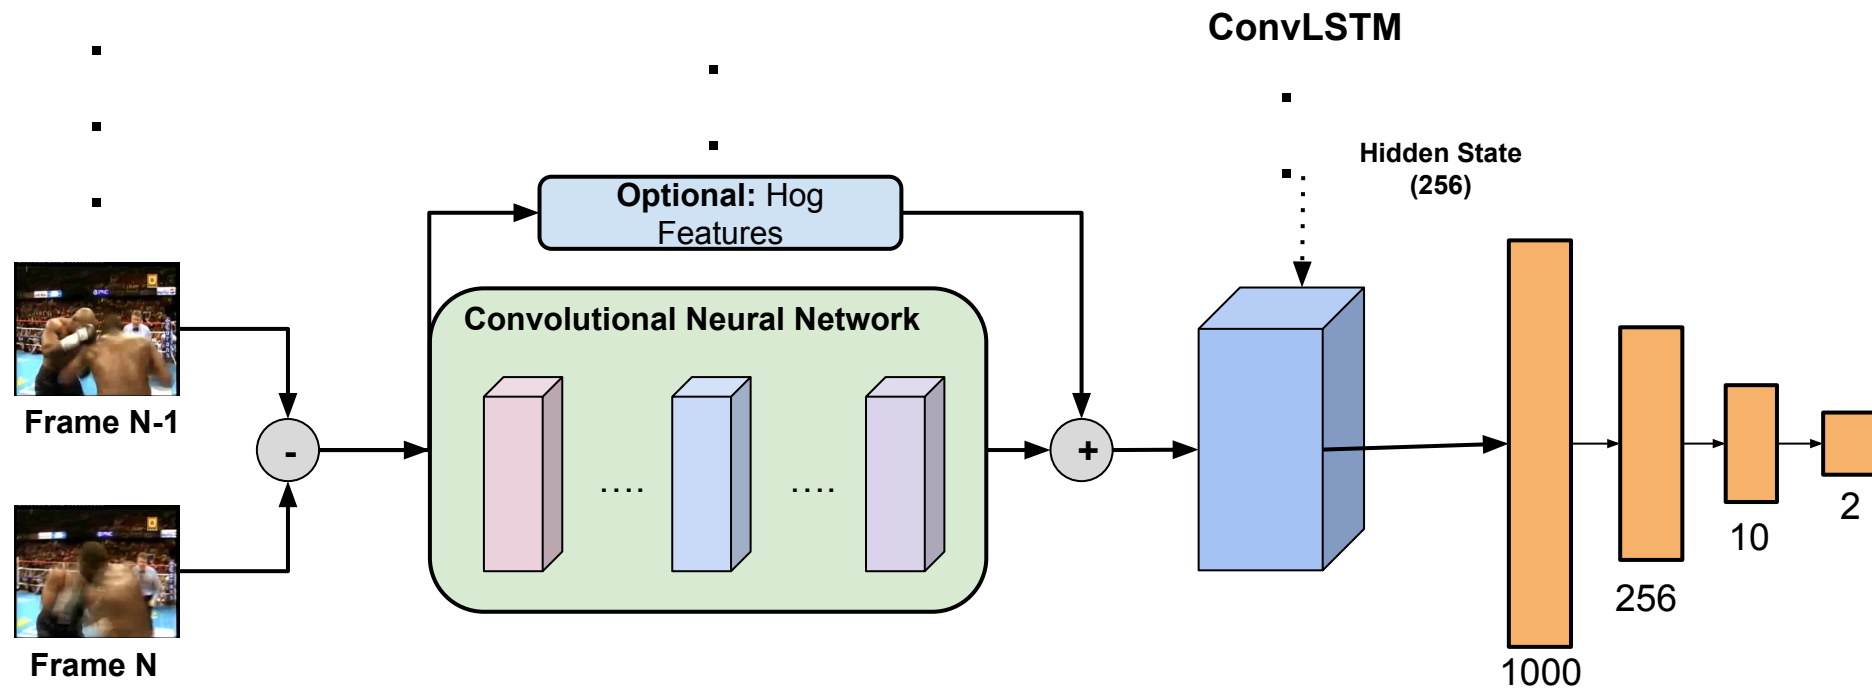 ConvLSTM
Hidden State
(256)
Optional: Hog
Features
Convolutional Neural Network
Frame N-1
-
+
Frame N
....
....
1000
256
10
2